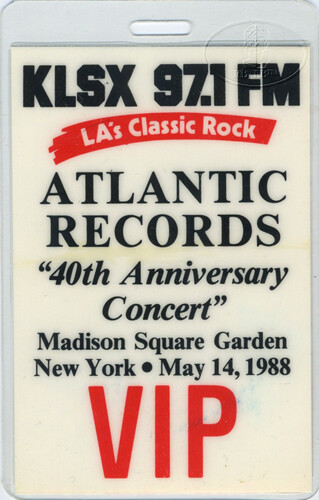 KLSX 97.1 FM
LA's Classic Rock
ATLANTIC
RECORDS
“40th Anniversary
Concert”
Madison Square Garden
New York • May 14, 1988
VIP